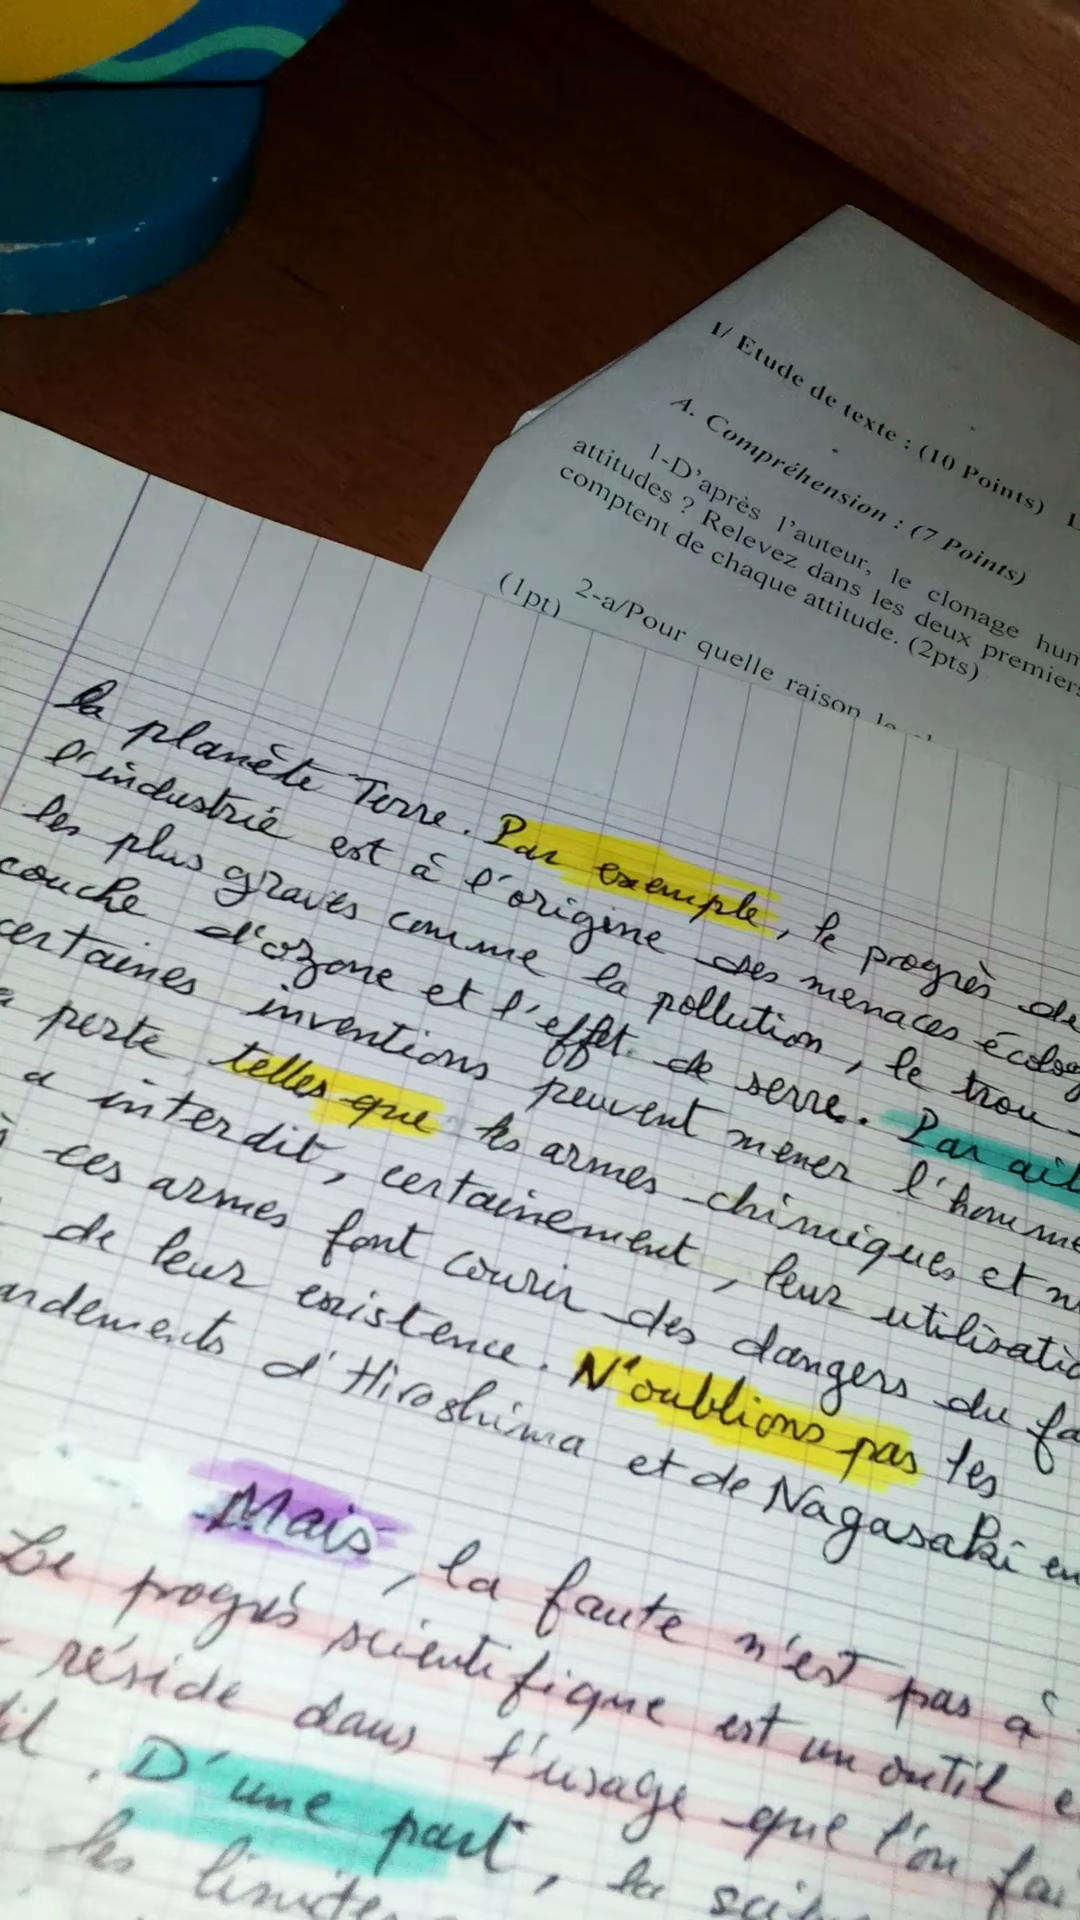 I/ Etude de texte : (10 Points)
A. Compréhension : (7 Points)
1-D'après l'auteur, le clonage hum
attitudes ? Relevez dans les deux premiers
comptent de chaque attitude. (2pts)
2-a/Pour quelle raison
(1pt)
la planète Terre. Par exemple, le progrès de
l'industrie est à l'origine des menaces écolog
les plus graves comme la pollution, le trou
couche d'ozone et l'effet de serre. Par ail
certaines inventions peuvent mener l'homme
perte telles que les armes chimiques et
a interdit, certainement, leur utilisatio
ces armes font courir des dangers du fa
de leur existence. N'oublions pas les
ardements d'Hiroshima et de Nagasaki en
Mais, la faute n'est pas à
Le progrès scientifique est un outil e
réside dans l'usage que l'on fai
til. D'une part, la
les limites